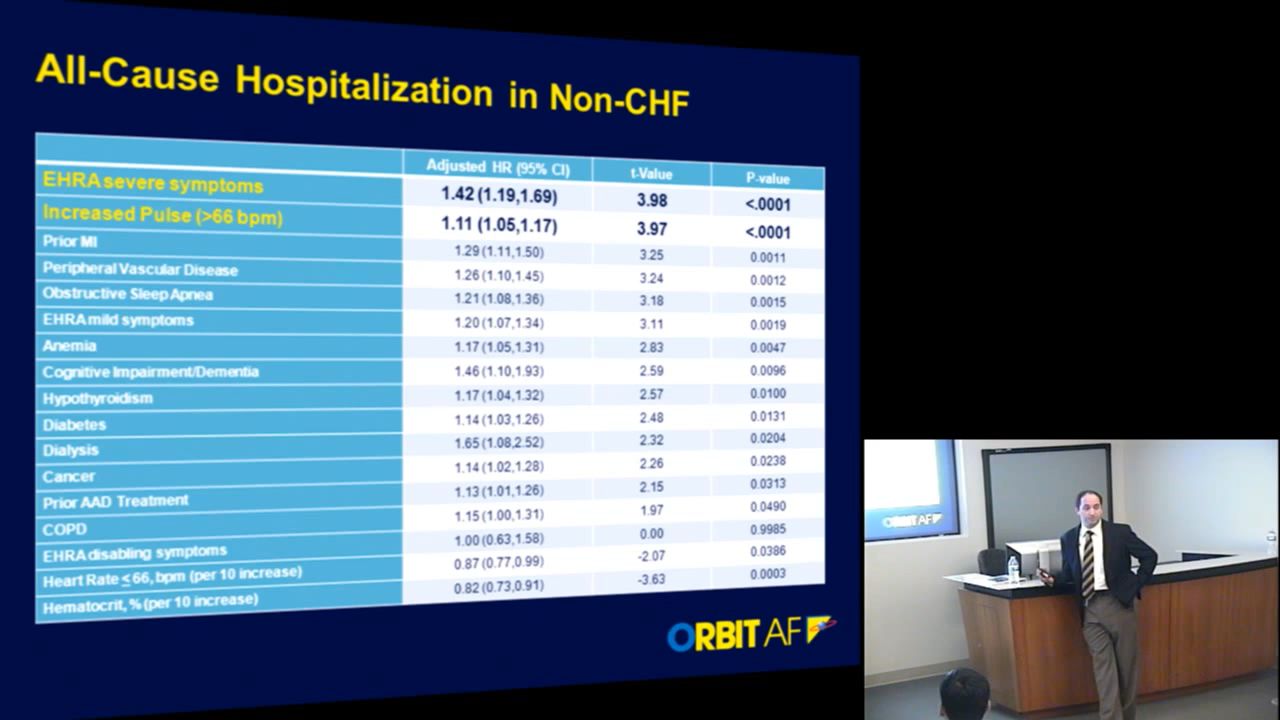 All-Cause Hospitalization in Non-CHF
Adjusted HR (95% CI) t-Value P-value
EHRA severe symptoms 1.42 (1.19,1.69) 3.98 <.0001
Increased Pulse (>66 bpm) 1.11 (1.05,1.17) 3.97 <.0001
Prior MI 1.29 (1.11,1.50) 3.25 0.0011
Peripheral Vascular Disease 1.26 (1.10,1.45) 3.24 0.0012
Obstructive Sleep Apnea 1.21 (1.08,1.36) 3.18 0.0015
EHRA mild symptoms 1.20 (1.07,1.34) 3.11 0.0019
Anemia 1.17 (1.05,1.31) 2.83 0.0047
Cognitive Impairment/Dementia 1.46 (1.10,1.93) 2.59 0.0096
Hypothyroidism 1.17 (1.04,1.32) 2.57 0.0100
Diabetes 1.14 (1.03,1.26) 2.48 0.0131
Dialysis 1.65 (1.08,2.52) 2.32 0.0204
Cancer 1.14 (1.02,1.28) 2.26 0.0238
Prior AAD Treatment 1.13 (1.01,1.26) 2.15 0.0313
COPD 1.15 (1.00,1.31) 1.97 0.0490
EHRA disabling symptoms 1.00 (0.63,1.58) 0.00 0.9985
Heart Rate ≤ 66, bpm (per 10 increase) 0.87 (0.77,0.99) -2.07 0.0386
Hematocrit, % (per 10 increase) 0.82 (0.73,0.91) -3.63 0.0003
ORBIT AF
ORBIT AF